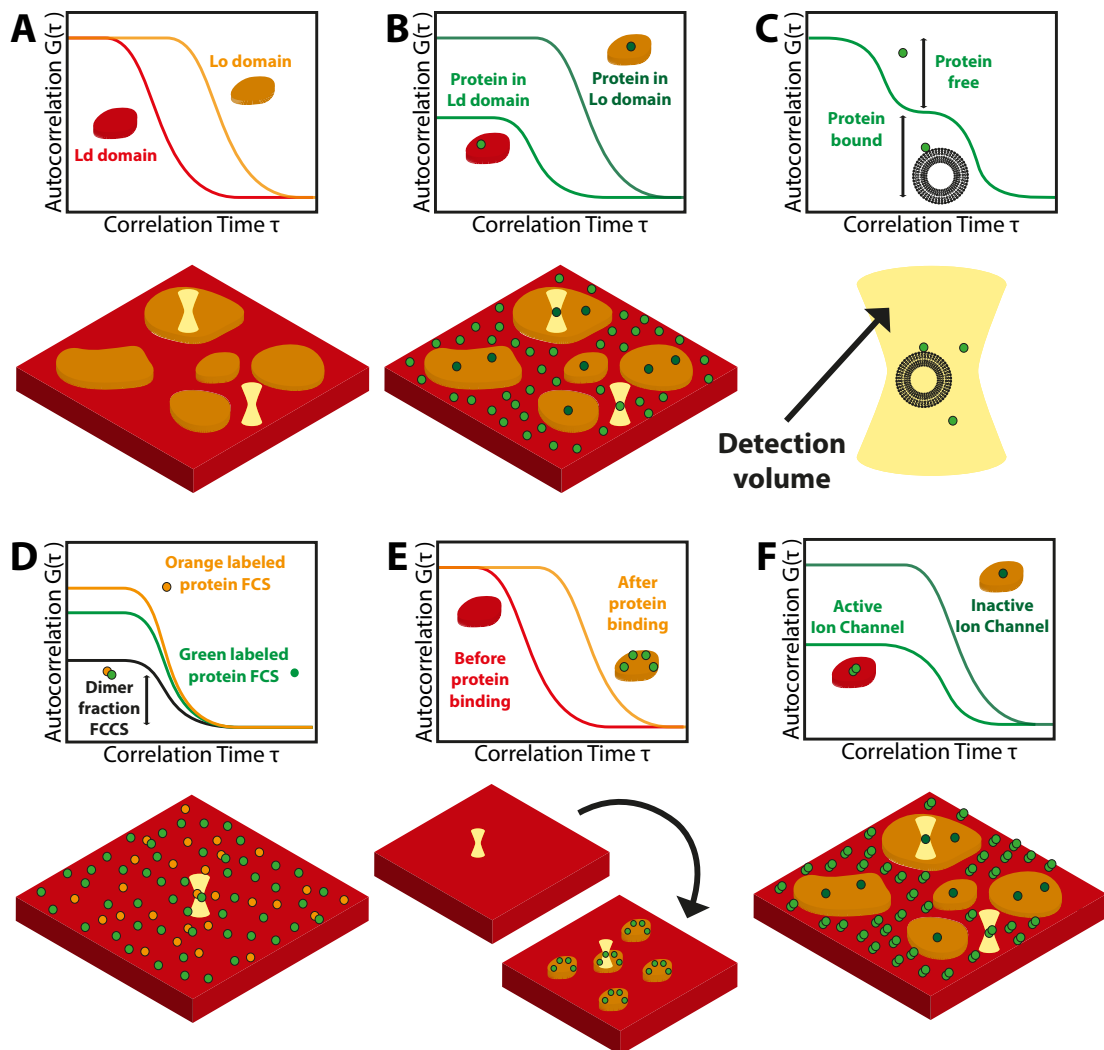 A
Autocorrelation G(τ)
Lo domain
Ld domain
Correlation Time τ
B
Autocorrelation G(τ)
Protein in
Ld domain
Protein in
Lo domain
Correlation Time τ
C
Autocorrelation G(τ)
Protein
free
Protein
bound
Correlation Time τ
Detection
volume
D
Autocorrelation G(τ)
Orange labeled
protein FCS
Green labeled
protein FCS
Dimer
fraction
FCCS
Correlation Time τ
E
Autocorrelation G(τ)
After
protein
binding
Before
protein
binding
Correlation Time τ
F
Autocorrelation G(τ)
Active
Ion Channel
Inactive
Ion Channel
Correlation Time τ